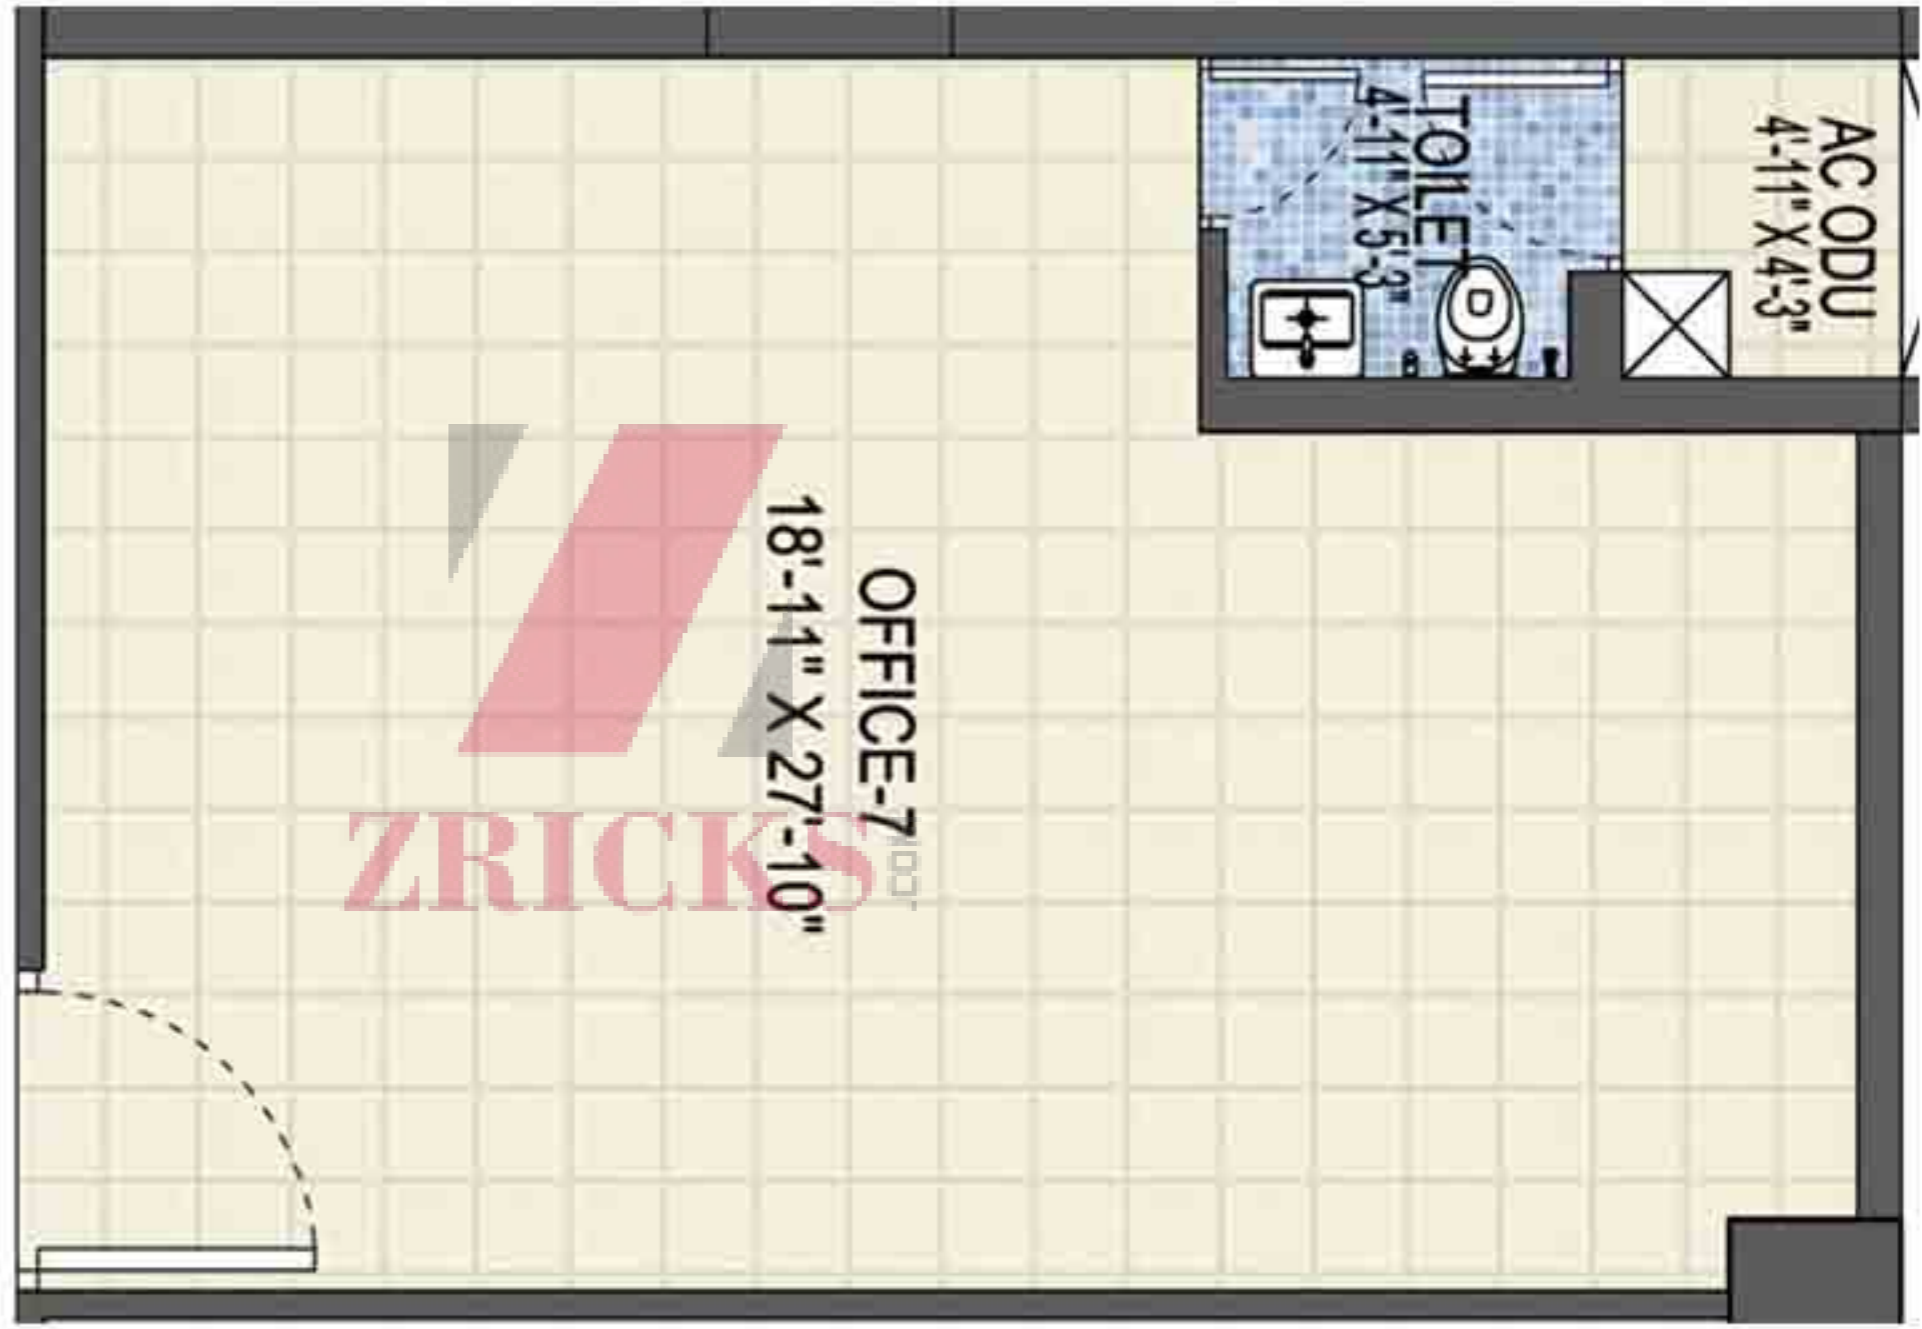 TOILET
4'-11" X 5'-3"
AC ODU
4'-11" X 4'-3"
OFFICE-7
18'-11" X 27'-10"
ZRICKS